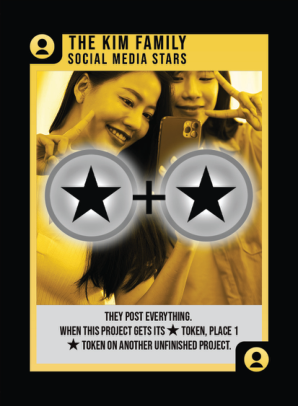 THE KIM FAMILY
SOCIAL MEDIA STARS
+
THEY POST EVERYTHING.
WHEN THIS PROJECT GETS ITS ★ TOKEN, PLACE 1
★ TOKEN ON ANOTHER UNFINISHED PROJECT.